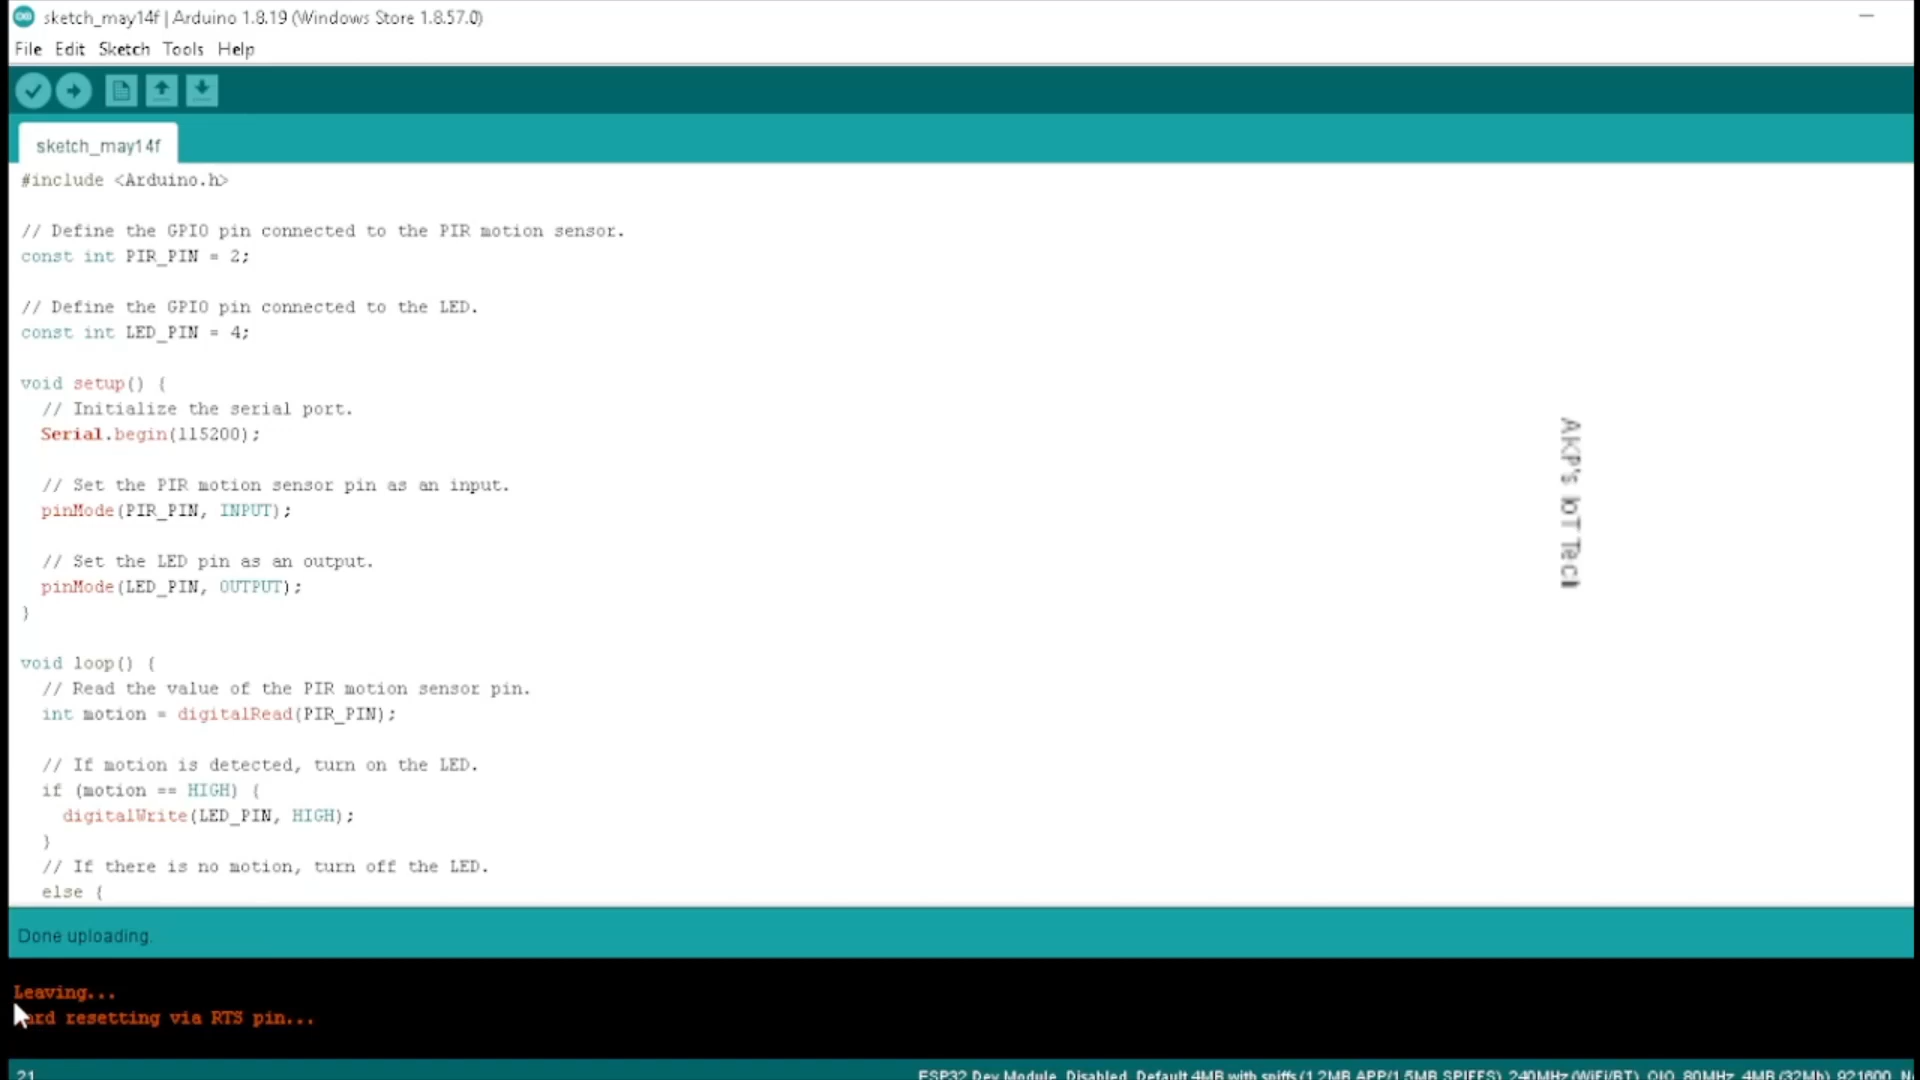 sketch_may14f | Arduino 1.8.19 (Windows Store 1.8.57.0)
File Edit Sketch Tools Help
sketch_may14f
#include <Arduino.h>
// Define the GPIO pin connected to the PIR motion sensor.
const int PIR_PIN = 2;
// Define the GPIO pin connected to the LED.
const int LED_PIN = 4;
void setup() {
// Initialize the serial port.
Serial.begin(115200);
// Set the PIR motion sensor pin as an input.
pinMode(PIR_PIN, INPUT);
// Set the LED pin as an output.
pinMode(LED_PIN, OUTPUT);
}
void loop() {
// Read the value of the PIR motion sensor pin.
int motion = digitalRead(PIR_PIN);
// If motion is detected, turn on the LED.
if (motion == HIGH) {
digitalWrite(LED_PIN, HIGH);
}
// If there is no motion, turn off the LED.
else {
AKP's IoT Tech
Done uploading.
Leaving...
ard resetting via RTS pin...
21
ESP32 Dev Module, Disabled, Default 4MB with spiffs (1.2MB APP/1.5MB SPIFFS), 240MHz (WiFi/BT), QIO, 80MHz, 4MB (32Mb), 921600, N